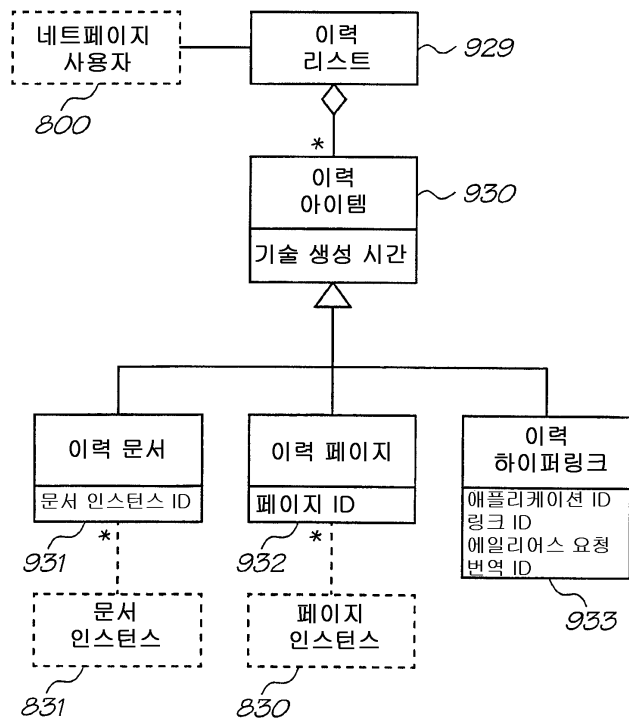 네트페이지
사용자
800
이력
리스트
929
*
이력
아이템
930
기술 생성 시간
이력 문서
문서 인스턴스 ID
931
*
이력 페이지
페이지 ID
932
*
이력
하이퍼링크
애플리케이션 ID
링크 ID
에일리어스 요청
번역 ID
933
문서
인스턴스
831
페이지
인스턴스
830